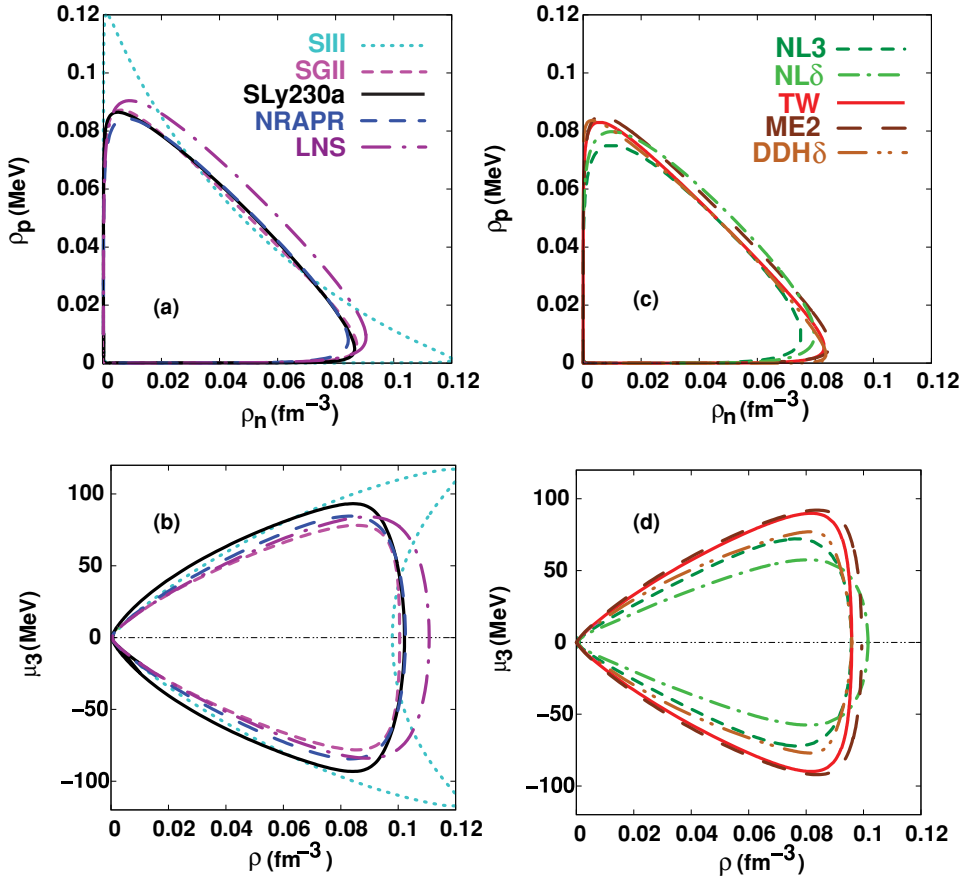 0.12
0.1
0.08
0.06
0.04
0.02
0
ρp (MeV)
SIII
SGII
SLy230a
NRAPR
LNS
(a)
0 0.02 0.04 0.06 0.08 0.1 0.12
ρn (fm−3)
0.12
0.1
0.08
0.06
0.04
0.02
0
ρp (MeV)
NL3
NLδ
TW
ME2
DDHδ
(c)
0 0.02 0.04 0.06 0.08 0.1 0.12
ρn (fm−3)
100
50
0
−50
−100
μ3 (MeV)
(b)
0 0.02 0.04 0.06 0.08 0.1 0.12
ρ (fm−3)
100
50
0
−50
−100
μ3 (MeV)
(d)
0 0.02 0.04 0.06 0.08 0.1 0.12
ρ (fm−3)